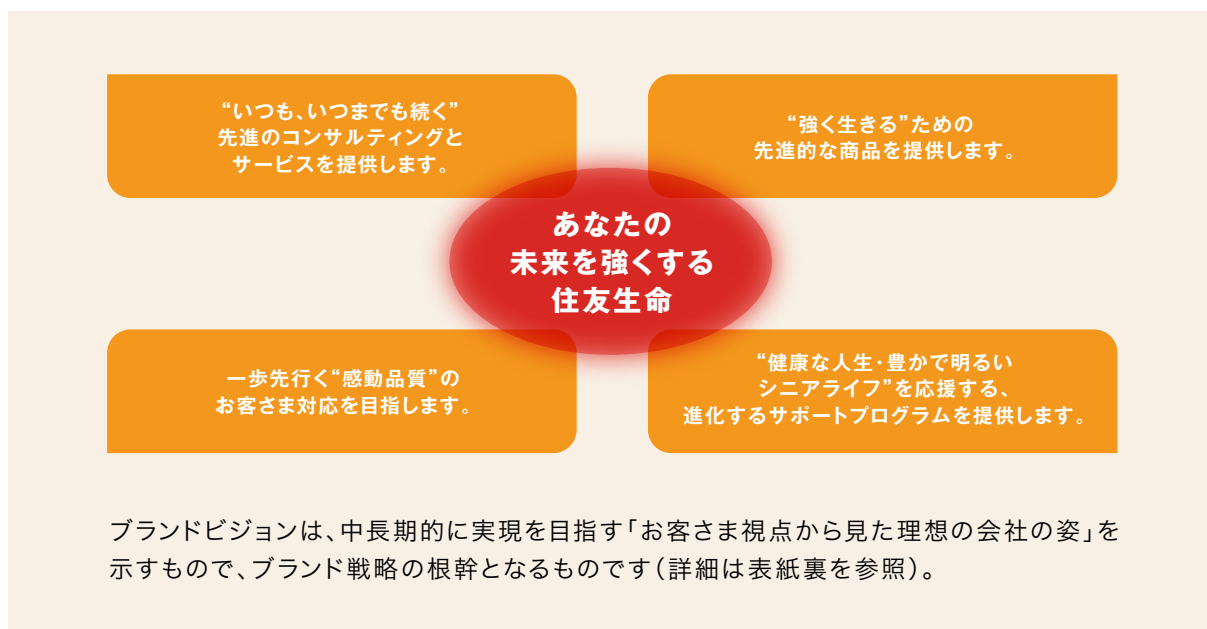 “いつも、いつまでも続く”
先進のコンサルティングと
サービスを提供します。
“強く生きる”ための
先進的な商品を提供します。
あなたの
未来を強くする
住友生命
一歩先行く“感動品質”の
お客さま対応を目指します。
“健康な人生・豊かで明るい
シニアライフ”を応援する、
進化するサポートプログラムを提供します。
ブランドビジョンは、中長期的に実現を目指す「お客さま視点から見た理想の会社の姿」を
示すもので、ブランド戦略の根幹となるものです（詳細は表紙裏を参照）。